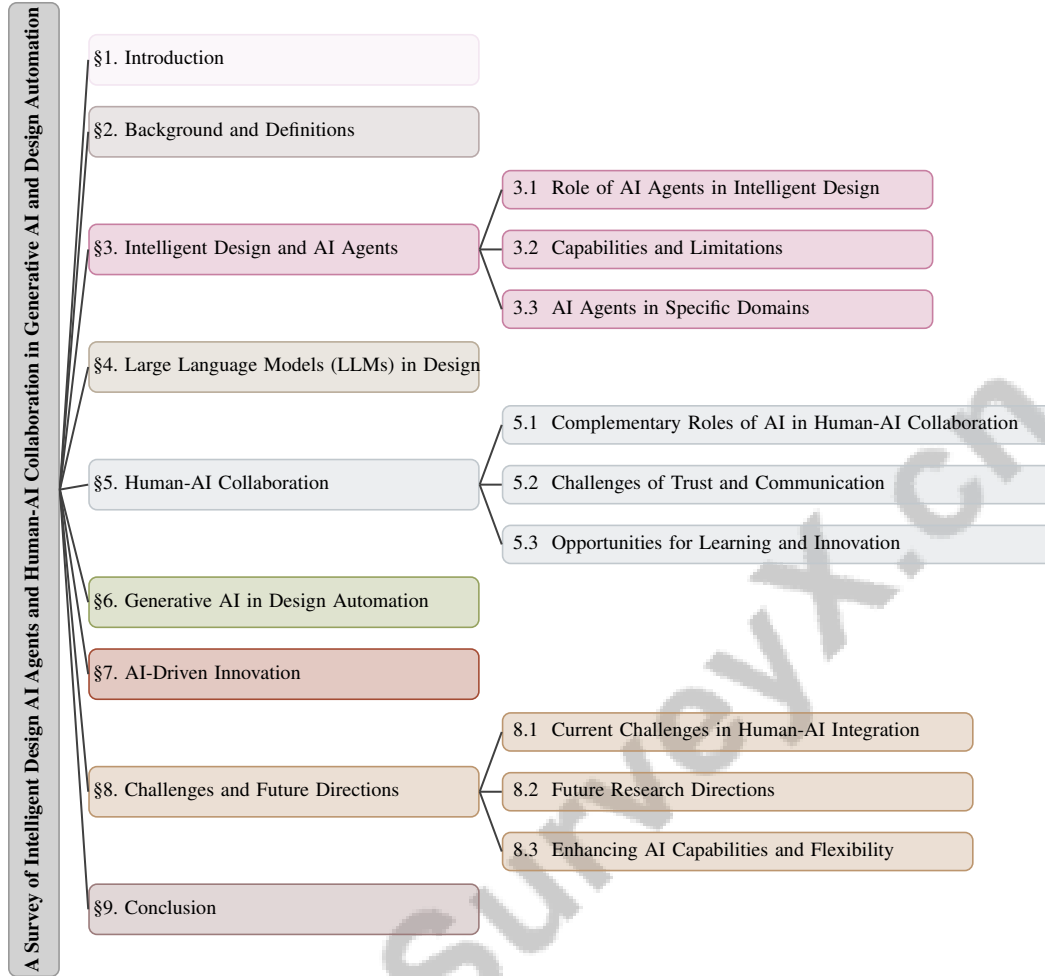 A Survey of Intelligent Design AI Agents and Human-AI Collaboration in Generative AI and Design Automation
§1. Introduction
§2. Background and Definitions
§3. Intelligent Design and AI Agents
3.1 Role of AI Agents in Intelligent Design
3.2 Capabilities and Limitations
3.3 AI Agents in Specific Domains
§4. Large Language Models (LLMs) in Design
§5. Human-AI Collaboration
5.1 Complementary Roles of AI in Human-AI Collaboration
5.2 Challenges of Trust and Communication
5.3 Opportunities for Learning and Innovation
§6. Generative AI in Design Automation
§7. AI-Driven Innovation
§8. Challenges and Future Directions
8.1 Current Challenges in Human-AI Integration
8.2 Future Research Directions
8.3 Enhancing AI Capabilities and Flexibility
§9. Conclusion
SurveyX.cn